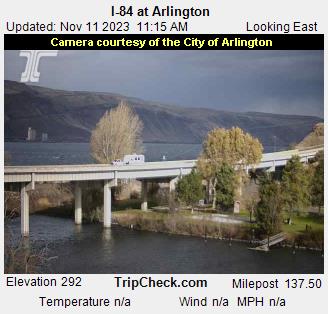 I-84 at Arlington
Updated: Nov 11 2023 11:15 AM Looking East
Camera courtesy of the City of Arlington
Elevation 292 TripCheck.com Milepost 137.50
Temperature n/a Wind n/a MPH n/a